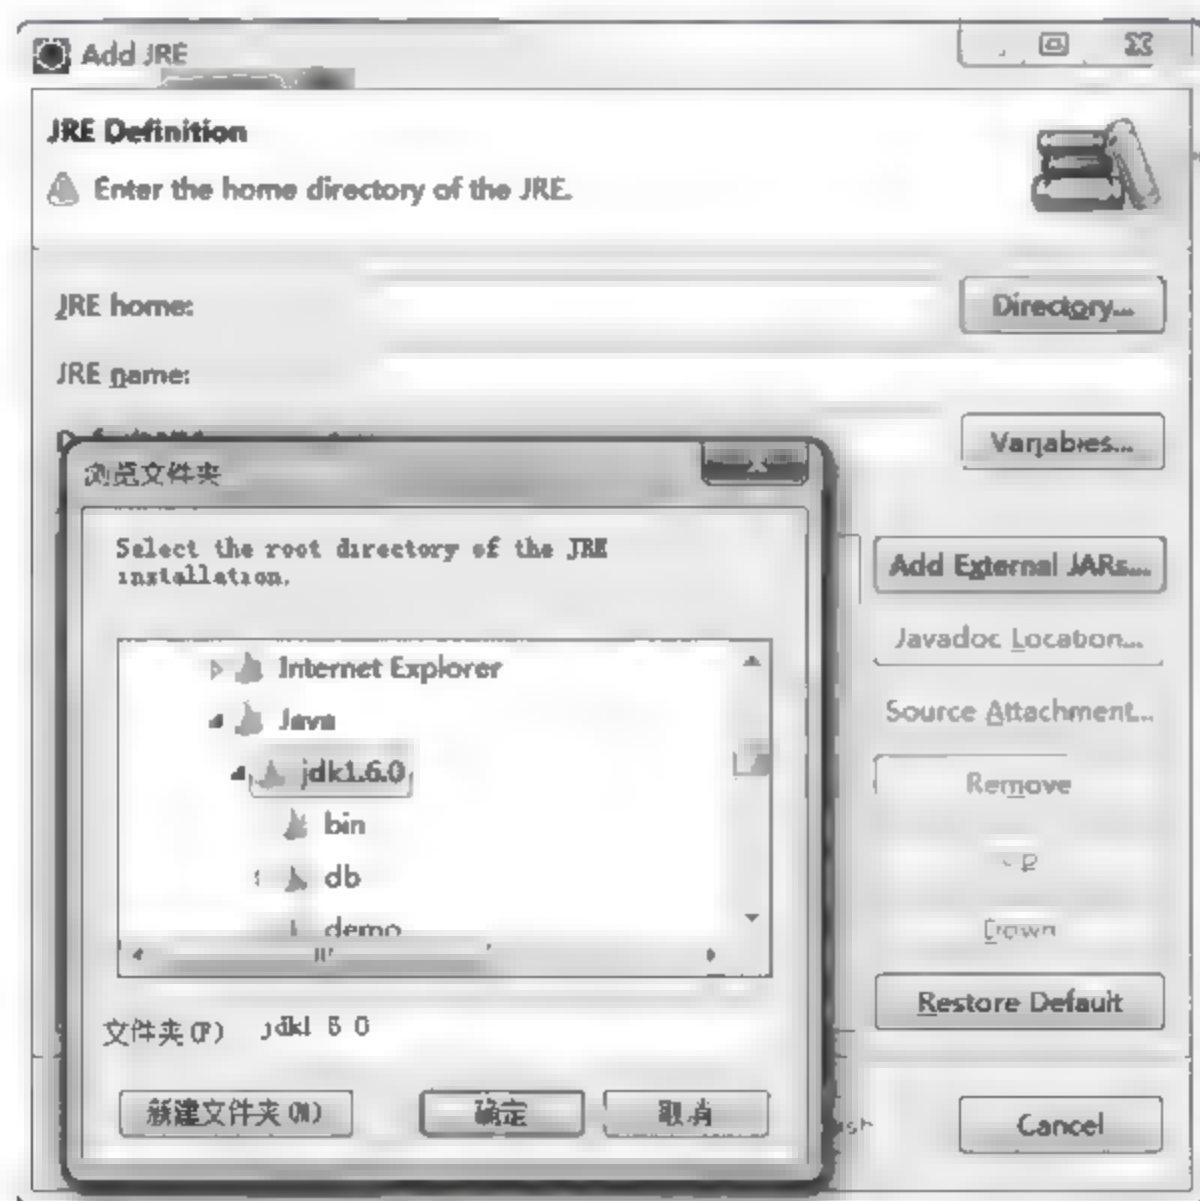 Add JRE
JRE Definition
Enter the home directory of the JRE.
JRE home:
Directory...
JRE name:
Variables...
浏览文件夹
Select the root directory of the JRE
installation.
Add External JARs...
Javadoc Location...
Internet Explorer
Java
Source Attachment...
jdk1.6.0
Remove
bin
db
demo
Down
Restore Default
文件夹(F)
新建文件夹(N)
确定
取消
Cancel